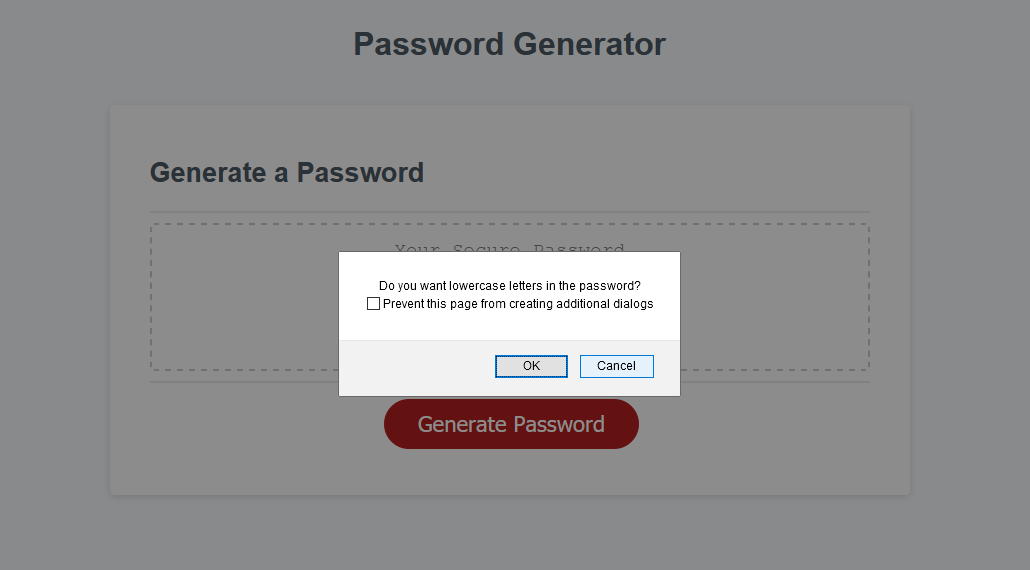 Password Generator
Generate a Password
Your Secure Password
Do you want lowercase letters in the password?
Prevent this page from creating additional dialogs
OK Cancel
Generate Password